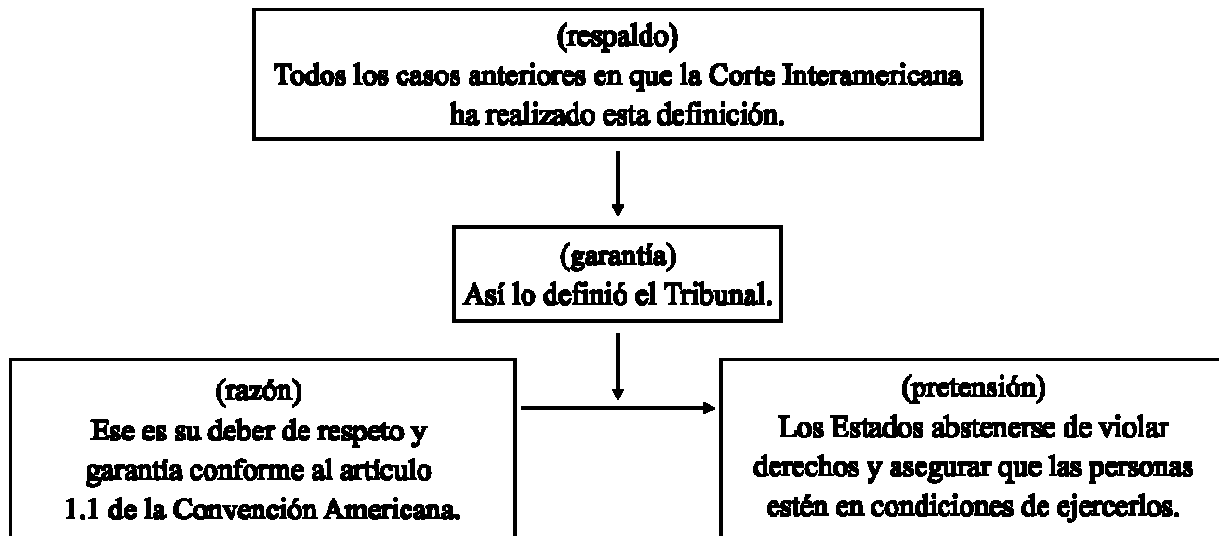 (respaldo)
Todos los casos anteriores en que la Corte Interamericana
ha realizado esta definición.
(garantía)
Así lo definió el Tribunal.
(razón)
Ese es su deber de respeto y
garantía conforme al artículo
1.1 de la Convención Americana.
(pretensión)
Los Estados abstenerse de violar
derechos y asegurar que las personas
estén en condiciones de ejercerlos.